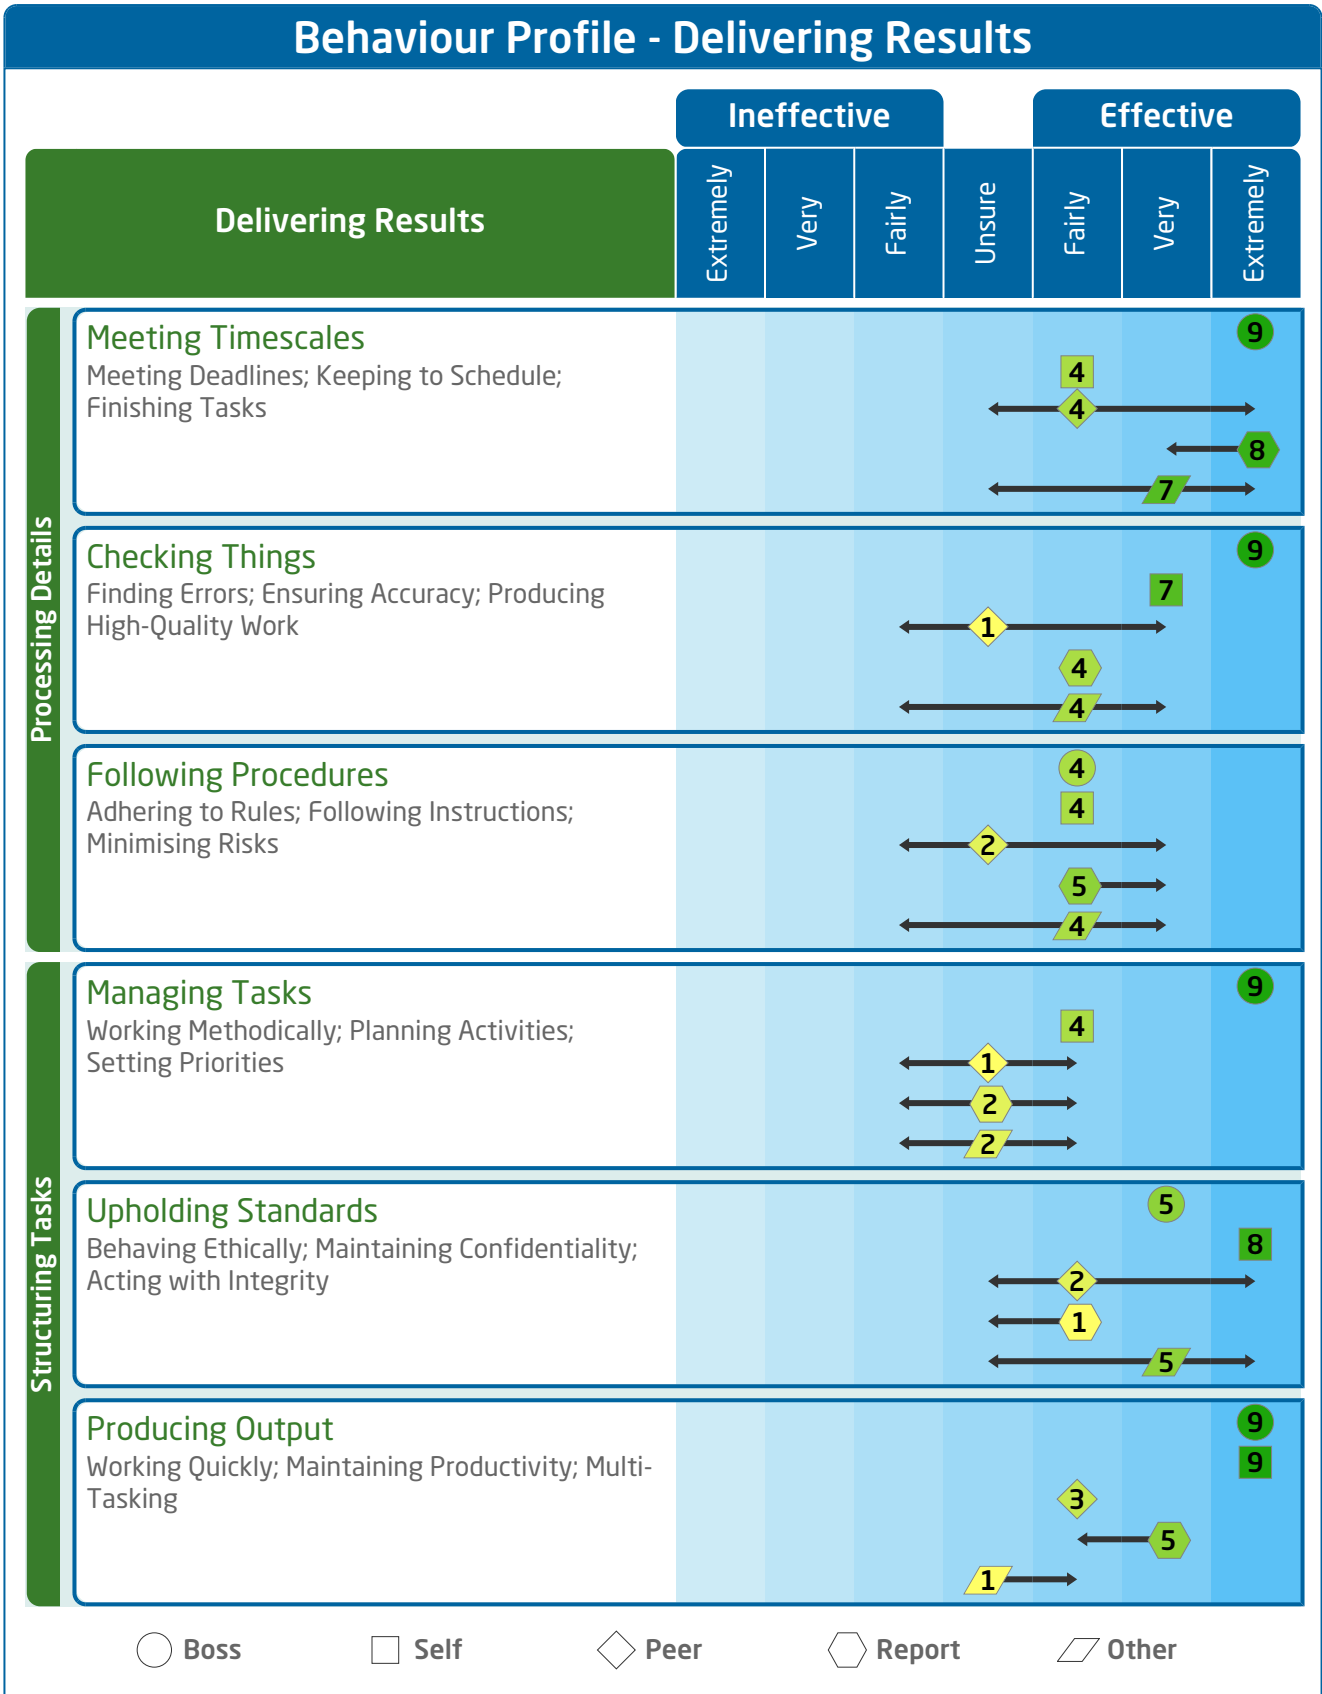 Behaviour Profile - Delivering Results
Ineffective
Effective
Delivering Results
Extremely
Very
Fairly
Unsure
Fairly
Very
Extremely
Processing Details
Meeting Timescales
Meeting Deadlines; Keeping to Schedule;
Finishing Tasks
9
4
4
8
7
Checking Things
Finding Errors; Ensuring Accuracy; Producing
High-Quality Work
9
7
1
4
4
Following Procedures
Adhering to Rules; Following Instructions;
Minimising Risks
4
4
2
5
4
Structuring Tasks
Managing Tasks
Working Methodically; Planning Activities;
Setting Priorities
9
4
1
2
2
Upholding Standards
Behaving Ethically; Maintaining Confidentiality;
Acting with Integrity
5
8
2
1
5
Producing Output
Working Quickly; Maintaining Productivity; Multi-
Tasking
9
9
3
5
1
Boss
Self
Peer
Report
Other